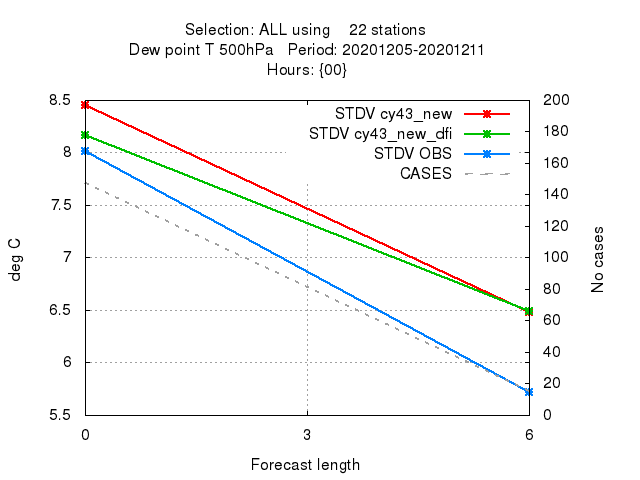 Selection: ALL using 22 stations
Dew point T 500hPa Period: 20201205-20201211
Hours: {00}
STDV cy43_new
STDV cy43_new_dfi
STDV OBS
CASES
8.5
8
7.5
7
6.5
6
5.5
200
180
160
140
120
100
80
60
40
20
0
deg C
No cases
0 3 6
Forecast length